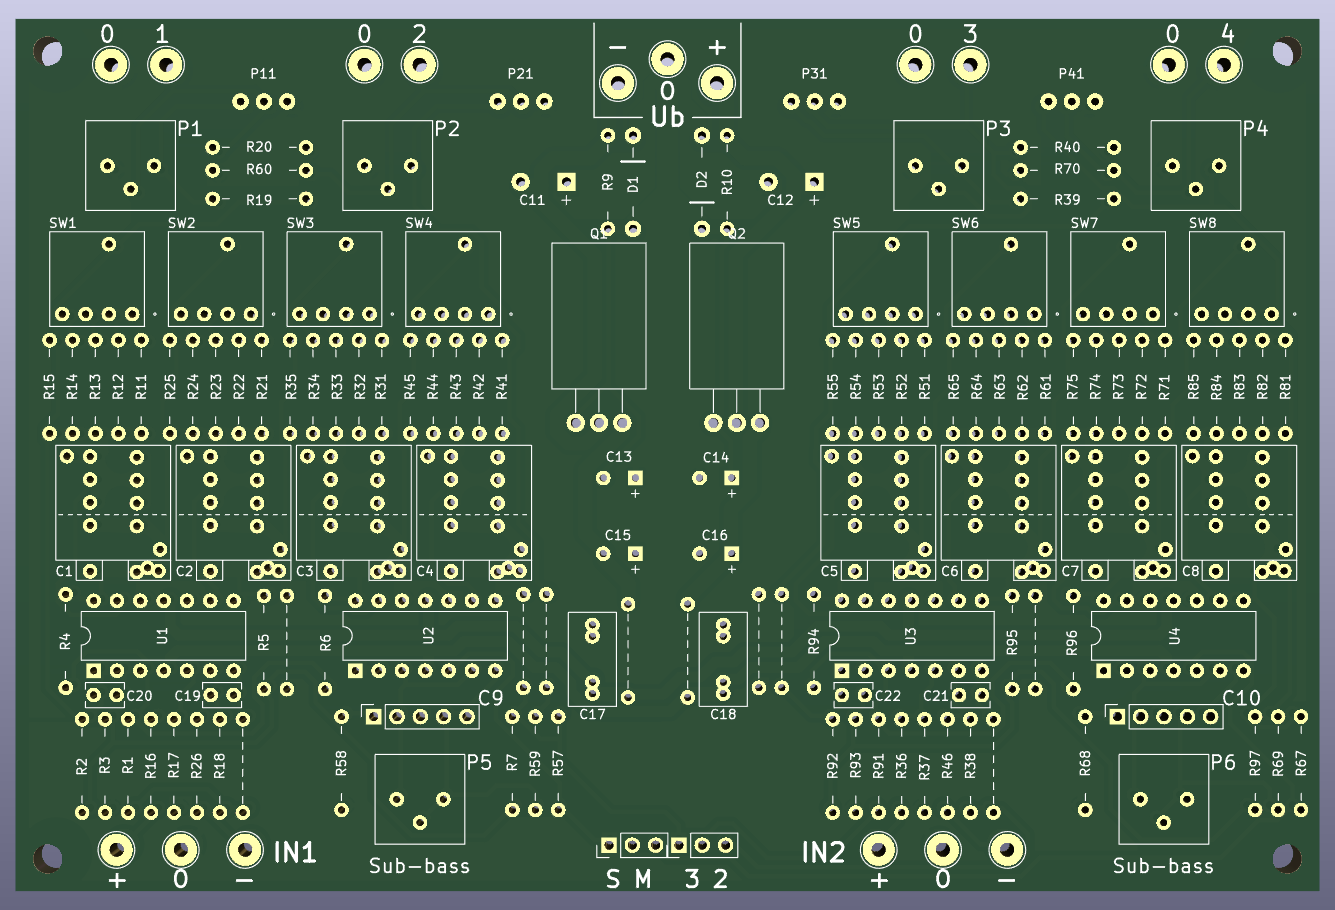 0 1 0 2 - + 0 3 0 4
0
Ub
P11 P21 P31 P41
P1 P2 P3 P4
R20 R40
R60 R9 D1 D2 R10 R70
R19 C11 + C12 + R39
SW1 SW2 SW3 SW4 Q1 Q2 SW5 SW6 SW7 SW8
R15 R14 R13 R12 R11 R25 R24 R23 R22 R21 R35 R34 R33 R32 R31 R45 R44 R43 R42 R41 R55 R54 R53 R52 R51 R65 R64 R63 R62 R61 R75 R74 R73 R72 R71 R85 R84 R83 R82 R81
C13 + C14 +
C15 + C16 +
C1 C2 C3 C4 C5 C6 C7 C8
R4 U1 R5 R6 U2 R94 U3 R95 R96 U4
C20 C19 C9 C17 C18 C22 C21 C10
R2 R3 R1 R16 R17 R26 R18 R58 P5 R7 R59 R57 R92 R93 R91 R36 R37 R46 R38 R68 P6 R97 R69 R67
IN1 IN2
Sub-bass Sub-bass
+ 0 - S M 3 2 + 0 -